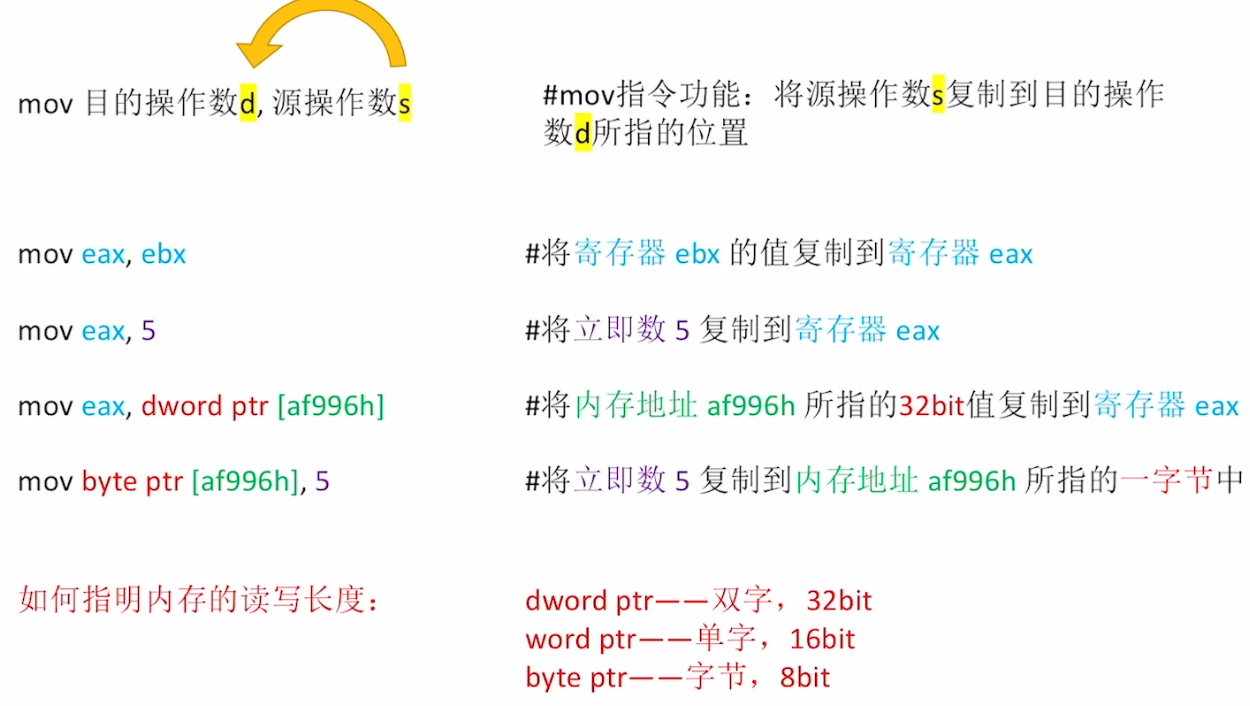 mov 目的操作数d, 源操作数s
#mov指令功能：将源操作数s复制到目的操作
数d所指的位置
mov eax, ebx
#将寄存器 ebx 的值复制到寄存器 eax
mov eax, 5
#将立即数 5 复制到寄存器 eax
mov eax, dword ptr [af996h]
#将内存地址 af996h 所指的32bit值复制到寄存器 eax
mov byte ptr [af996h], 5
#将立即数 5 复制到内存地址 af996h 所指的一字节中
如何指明内存的读写长度：
dword ptr——双字，32bit
word ptr——单字，16bit
byte ptr——字节，8bit